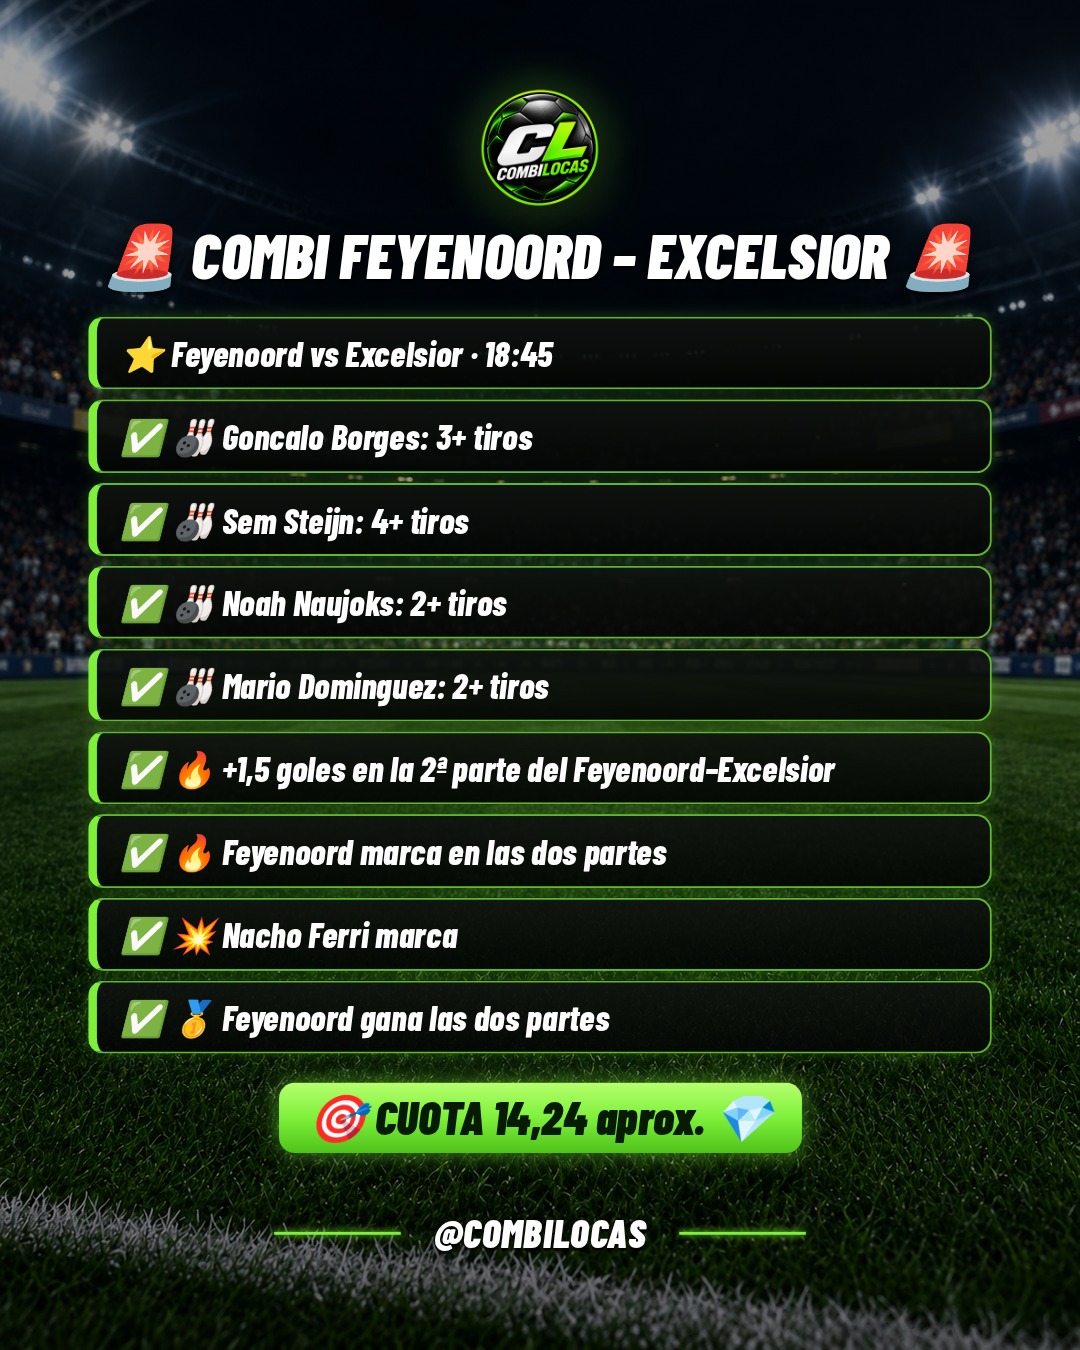 CL
COMBILOCAS
🚨 COMBI FEYENOORD - EXCELSIOR 🚨
⭐ Feyenoord vs Excelsior · 18:45
✅ 🎳 Goncalo Borges: 3+ tiros
✅ 🎳 Sem Steijn: 4+ tiros
✅ 🎳 Noah Naujoks: 2+ tiros
✅ 🎳 Mario Dominguez: 2+ tiros
✅ 🔥 +1,5 goles en la 2ª parte del Feyenoord-Excelsior
✅ 🔥 Feyenoord marca en las dos partes
✅ 💥 Nacho Ferri marca
✅ 🥇 Feyenoord gana las dos partes
🎯 CUOTA 14,24 aprox. 💎
@COMBILOCAS